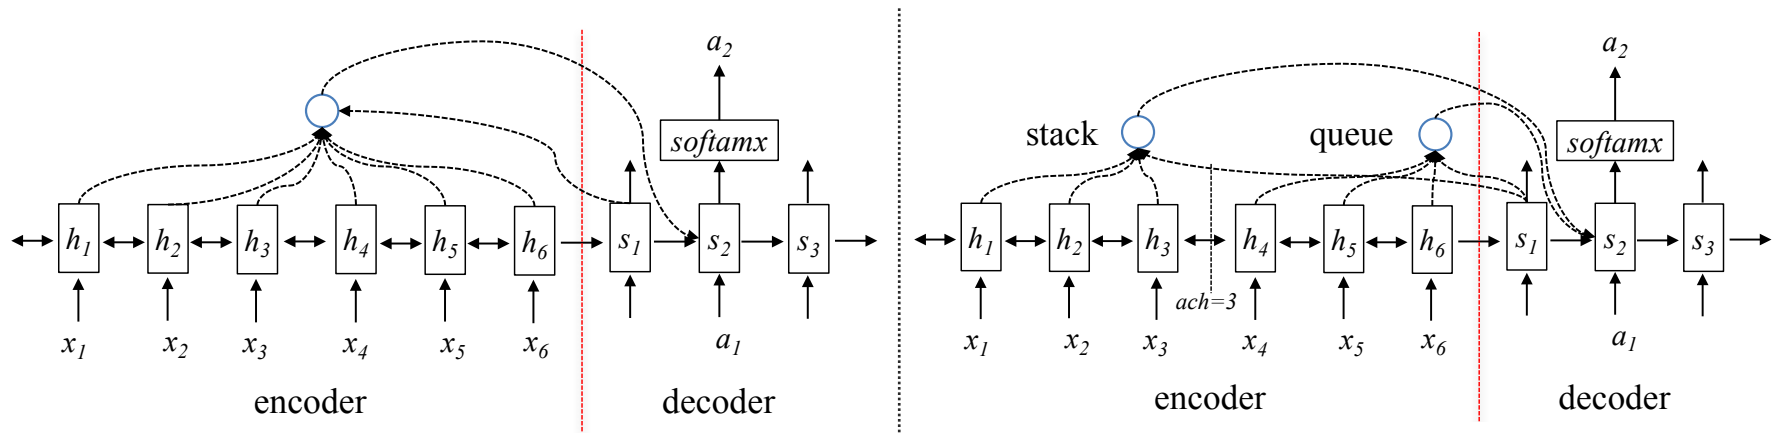 a2
softamx
h1 h2 h3 h4 h5 h6 s1 s2 s3
x1 x2 x3 x4 x5 x6 a1
encoder decoder
a2
stack queue softamx
h1 h2 h3 h4 h5 h6 s1 s2 s3
ach=3
x1 x2 x3 x4 x5 x6 a1
encoder decoder